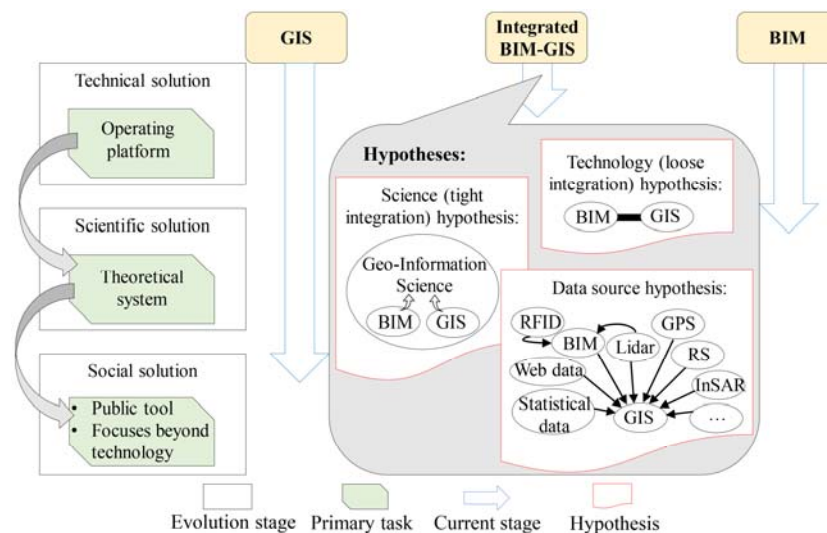 GIS
Integrated
BIM-GIS
BIM
Technical solution
Operating
platform
Scientific solution
Theoretical
system
Social solution
• Public tool
• Focuses beyond
technology
Hypotheses:
Science (tight
integration) hypothesis:
Geo-Information
Science
BIM
GIS
Technology (loose
integration) hypothesis:
BIM
GIS
Data source hypothesis:
RFID
BIM
Lidar
GPS
RS
Web data
InSAR
Statistical
data
GIS
…
Evolution stage
Primary task
Current stage
Hypothesis